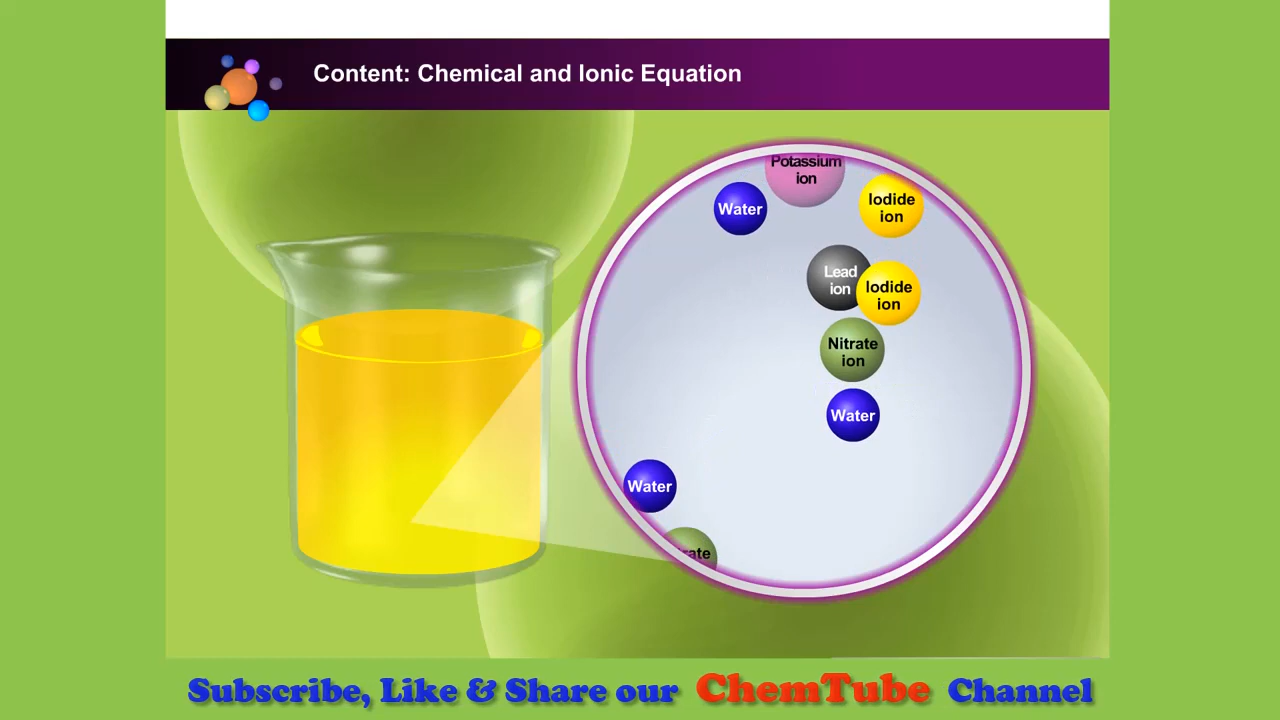 Content: Chemical and Ionic Equation
Potassium
ion
Water
Iodide
ion
Lead
ion
Iodide
ion
Nitrate
ion
Water
Water
rate
Subscribe, Like & Share our ChemTube Channel